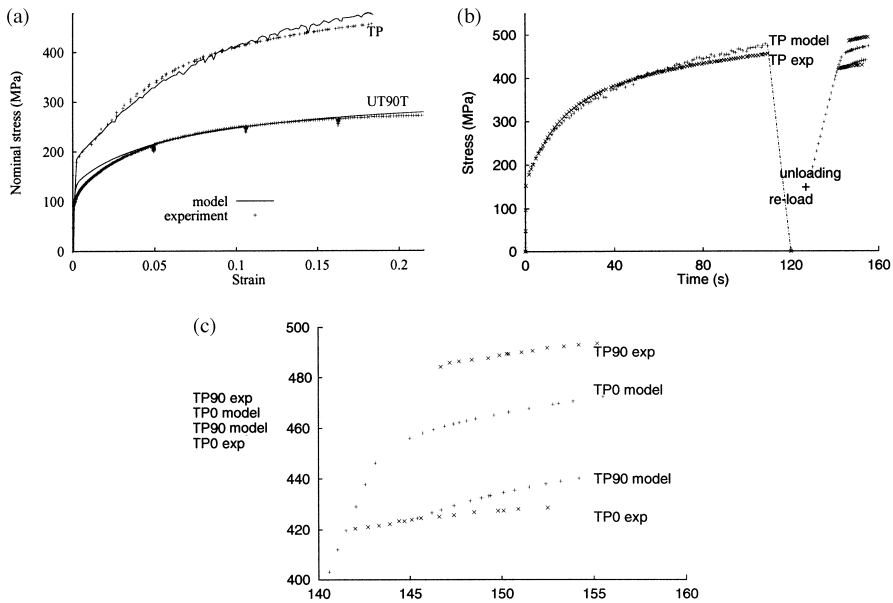 (a)
400
300
200
100
0
Nominal stress (MPa)
TP
UT90T
model
experiment
0
0.05
0.1
0.15
0.2
Strain
(b)
500
400
300
200
100
0
Stress (MPa)
TP model
TP exp
unloading
+
re-load
0
40
80
120
160
Time (s)
(c)
500
480
460
440
420
400
TP90 exp
TP0 model
TP90 model
TP0 exp
TP90 exp
TP0 model
TP90 model
TP0 exp
140
145
150
155
160